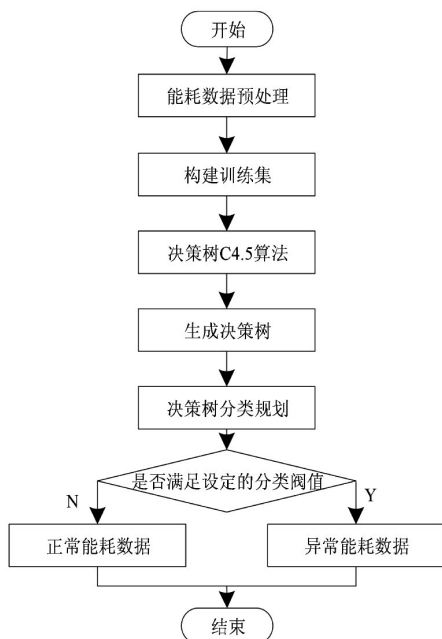 开始
能耗数据预处理
构建训练集
决策树C4.5算法
生成决策树
决策树分类规划
是否满足设定的分类阀值
N
Y
正常能耗数据
异常能耗数据
结束